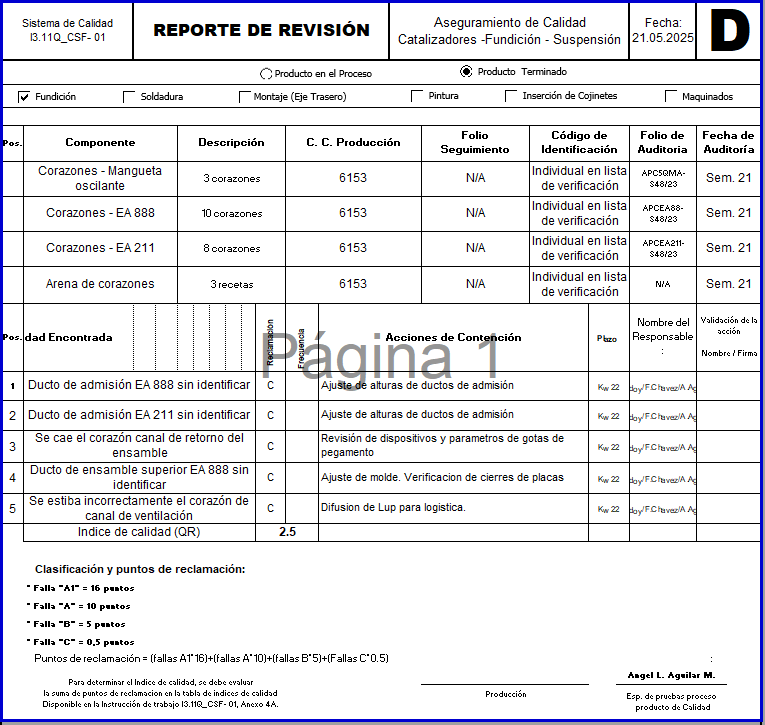 Sistema de Calidad
I3.11Q_CSF- 01
REPORTE DE REVISIÓN
Aseguramiento de Calidad
Catalizadores -Fundición - Suspensión
Fecha:
21.05.2025
D
Producto en el Proceso
Producto Terminado
Fundición
Soldadura
Montaje (Eje Trasero)
Pintura
Inserción de Cojinetes
Maquinados
Pos.
Componente
Descripción
C. C. Producción
Folio
Seguimiento
Código de
Identificación
Folio de
Auditoria
Fecha de
Auditoría
Corazones - Mangueta
oscilante
3 corazones
6153
N/A
Individual en lista
de verificación
APC5QMA-
S48/23
Sem. 21
Corazones - EA 888
10 corazones
6153
N/A
Individual en lista
de verificación
APCEA88-
S48/23
Sem. 21
Corazones - EA 211
8 corazones
6153
N/A
Individual en lista
de verificación
APCEA211-
S48/23
Sem. 21
Arena de corazones
3 recetas
6153
N/A
Individual en lista
de verificación
N/A
Sem. 21
Pos.
dad Encontrada
Reclamación
Frecuencia
Acciones de Contención
Plazo
Nombre del
Responsable
:
Validación de la
acción
Nombre / Firma
Página 1
1
Ducto de admisión EA 888 sin identificar
C
Ajuste de alturas de ductos de admisión
Kw 22
doy/F.Chavez/A.Ag
2
Ducto de admisión EA 211 sin identificar
C
Ajuste de alturas de ductos de admisión
Kw 22
doy/F.Chavez/A.Ag
3
Se cae el corazón canal de retorno del
ensamble
C
Revisión de dispositivos y parametros de gotas de
pegamento
Kw 22
doy/F.Chavez/A.Ag
4
Ducto de ensamble superior EA 888 sin
identificar
C
Ajuste de molde. Verificacion de cierres de placas
Kw 22
doy/F.Chavez/A.Ag
5
Se estiba incorrectamente el corazón de
canal de ventilación
C
Difusion de Lup para logistica.
Kw 22
doy/F.Chavez/A.Ag
Indice de calidad (QR)
2.5
Clasificación y puntos de reclamación:
* Falla "A1" = 16 puntos
* Falla "A" = 10 puntos
* Falla "B" = 5 puntos
* Falla "C" = 0,5 puntos
Puntos de reclamación = (fallas A1*16)+(fallas A*10)+(fallas B*5)+(Fallas C*0.5)
:
Para determinar el Indice de calidad, se debe evaluar
la suma de puntos de reclamacion en la tabla de indices de calidad
Disponible en la Instrucción de trabajo I3.11Q_CSF- 01, Anexo 4A.
Producción
Angel L. Aguilar M.
Esp. de pruebas proceso
producto de Calidad